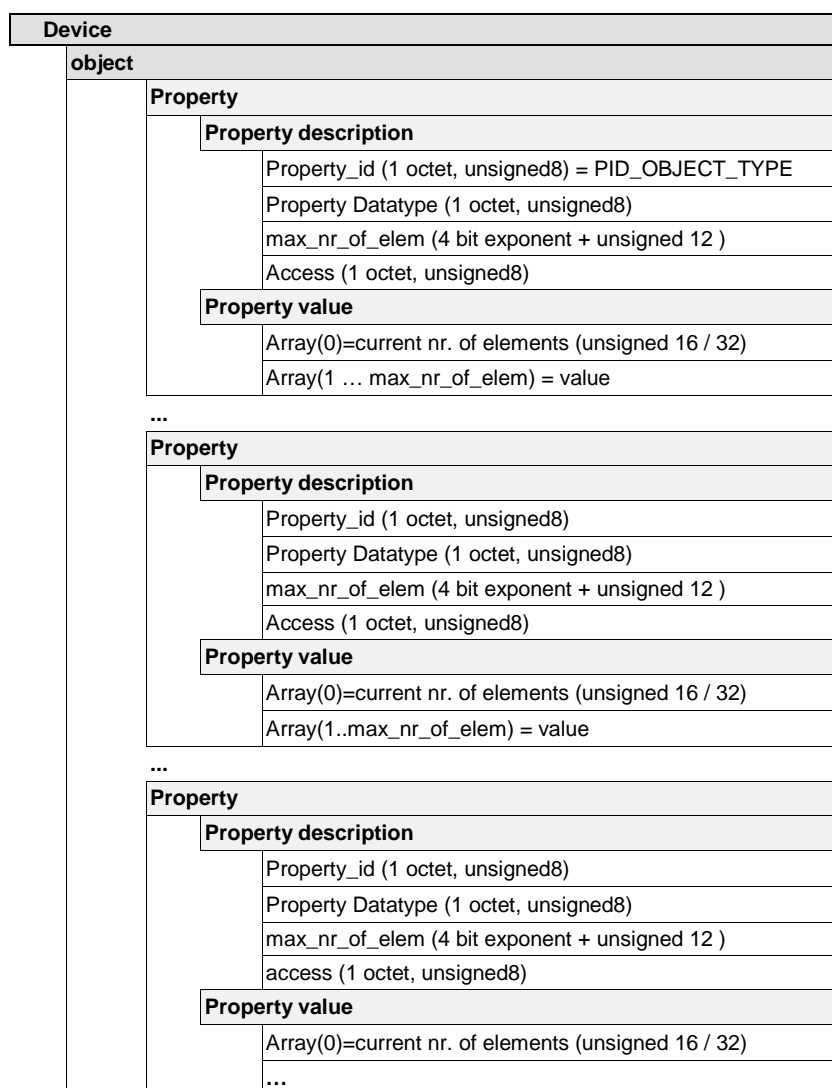 Device
object
Property
Property description
Property_id (1 octet, unsigned8) = PID_OBJECT_TYPE
Property Datatype (1 octet, unsigned8)
max_nr_of_elem (4 bit exponent + unsigned 12 )
Access (1 octet, unsigned8)
Property value
Array(0)=current nr. of elements (unsigned 16 / 32)
Array(1 … max_nr_of_elem) = value
...
Property
Property description
Property_id (1 octet, unsigned8)
Property Datatype (1 octet, unsigned8)
max_nr_of_elem (4 bit exponent + unsigned 12 )
Access (1 octet, unsigned8)
Property value
Array(0)=current nr. of elements (unsigned 16 / 32)
Array(1..max_nr_of_elem) = value
...
Property
Property description
Property_id (1 octet, unsigned8)
Property Datatype (1 octet, unsigned8)
max_nr_of_elem (4 bit exponent + unsigned 12 )
access (1 octet, unsigned8)
Property value
Array(0)=current nr. of elements (unsigned 16 / 32)
…